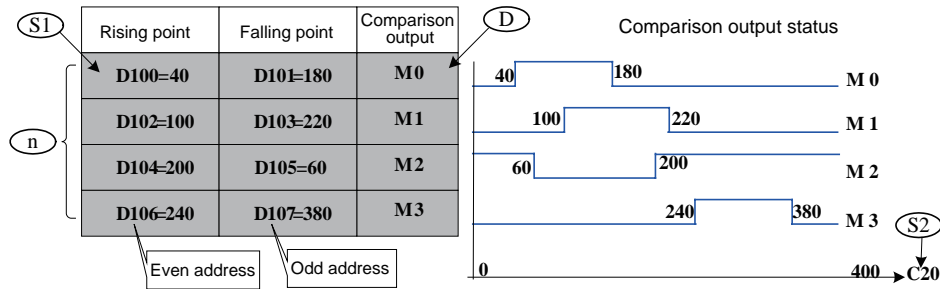 S1
Rising point
Falling point
Comparison output
D
Comparison output status
n
D100=40
D101=180
M0
D102=100
D103=220
M1
D104=200
D105=60
M2
D106=240
D107=380
M3
Even address
Odd address
40
180
M 0
100
220
M 1
60
200
M 2
240
380
M 3
S2
0
400
C20